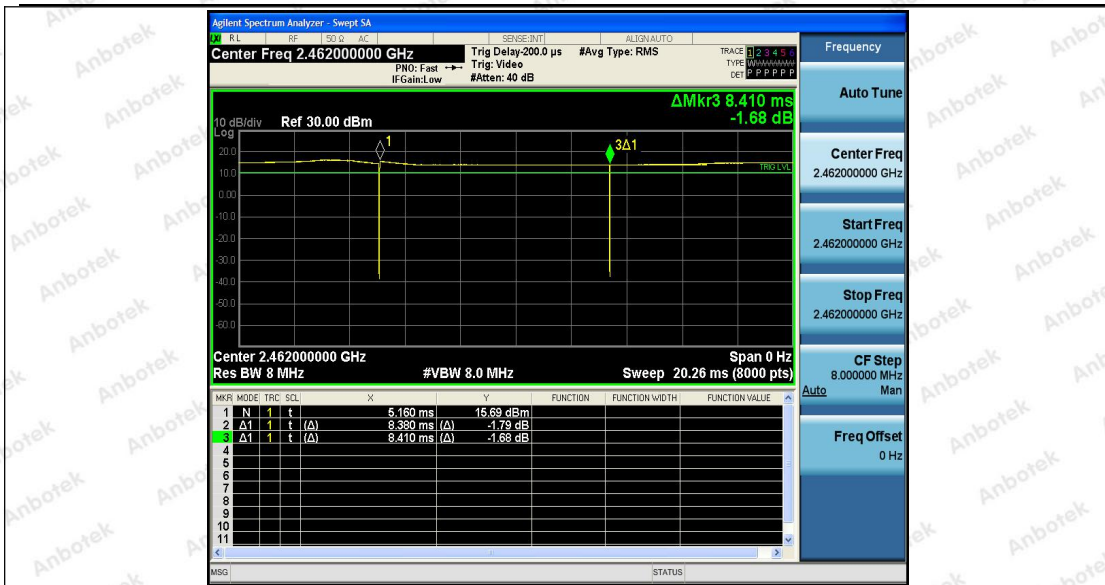 Agilent Spectrum Analyzer - Swept SA
RL RF 50 Ω AC SENSE:INT ALIGNAUTO
Center Freq 2.462000000 GHz
PNO: Fast
IFGain:Low
Trig Delay-200.0 µs
Trig: Video
#Atten: 40 dB
#Avg Type: RMS
TRACE 1 2 3 4 5 6
TYPE
DET P P P P P P
ΔMkr3 8.410 ms
-1.68 dB
10 dB/div Ref 30.00 dBm
Log
20.0
10.0
0.00
-10.0
-20.0
-30.0
-40.0
-50.0
-60.0
1
3Δ1
TRIG LVL
Center 2.462000000 GHz Span 0 Hz
Res BW 8 MHz #VBW 8.0 MHz Sweep 20.26 ms (8000 pts)
MKR MODE TRC SCL X Y FUNCTION FUNCTION WIDTH FUNCTION VALUE
1 N 1 t 5.160 ms 15.69 dBm
2 Δ1 1 t (Δ) 8.380 ms (Δ) -1.79 dB
3 Δ1 1 t (Δ) 8.410 ms (Δ) -1.68 dB
4
5
6
7
8
9
10
11
MSG STATUS
Frequency
Auto Tune
Center Freq
2.462000000 GHz
Start Freq
2.462000000 GHz
Stop Freq
2.462000000 GHz
CF Step
8.000000 MHz
Auto Man
Freq Offset
0 Hz
Anbotek